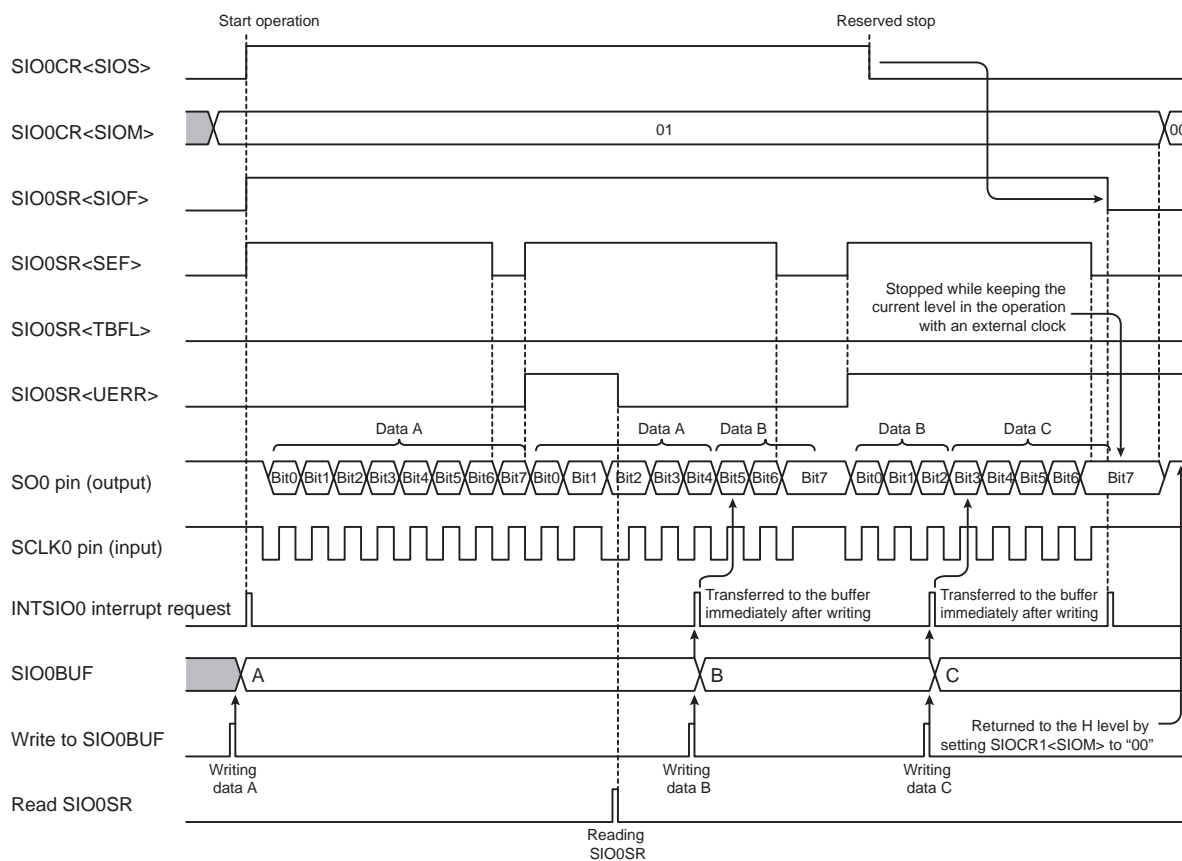 Start operation
Reserved stop
SIO0CR<SIOS>
SIO0CR<SIOM>
01
00
SIO0SR<SIOF>
SIO0SR<SEF>
Stopped while keeping the
current level in the operation
with an external clock
SIO0SR<TBFL>
SIO0SR<UERR>
Data A
Data A
Data B
Data B
Data C
SO0 pin (output)
Bit0 Bit1 Bit2 Bit3 Bit4 Bit5 Bit6 Bit7 Bit0 Bit1 Bit2 Bit3 Bit4 Bit5 Bit6 Bit7 Bit0 Bit1 Bit2 Bit3 Bit4 Bit5 Bit6 Bit7
SCLK0 pin (input)
INTSIO0 interrupt request
Transferred to the buffer
immediately after writing
Transferred to the buffer
immediately after writing
SIO0BUF
A
B
C
Write to SIO0BUF
Returned to the H level by
setting SIOCR1<SIOM> to “00”
Writing
data A
Writing
data B
Writing
data C
Read SIO0SR
Reading
SIO0SR